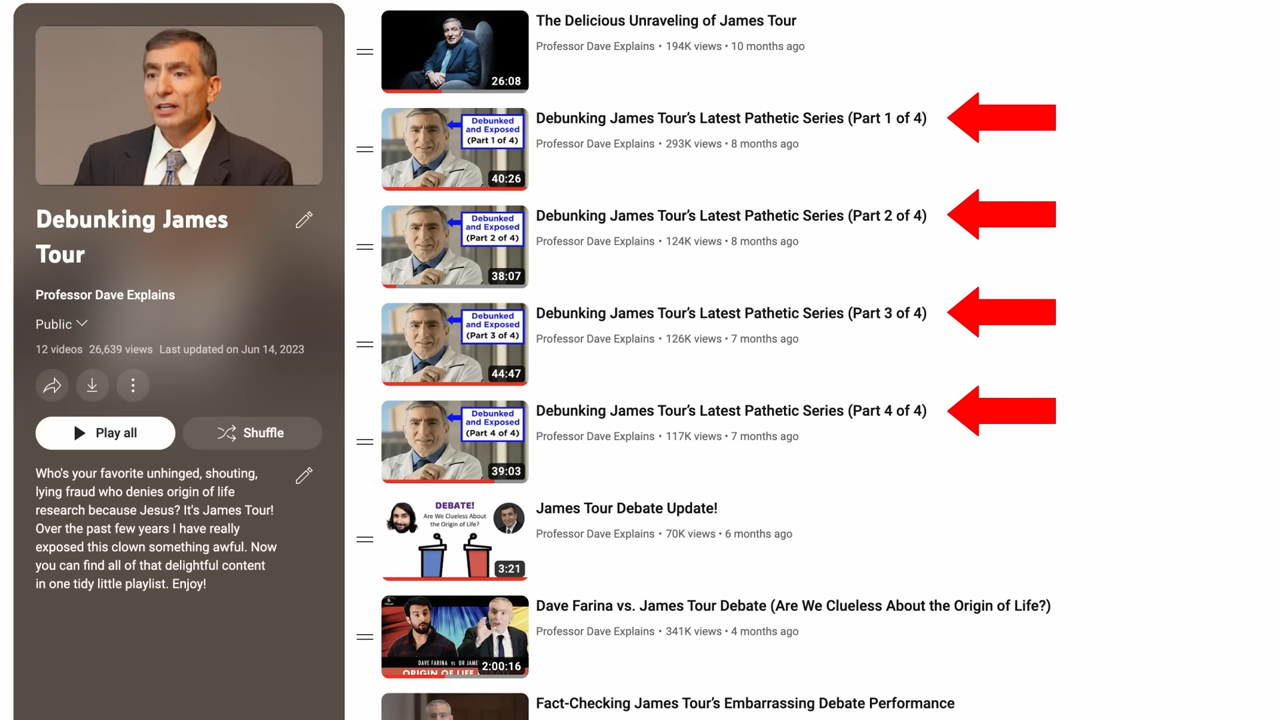 Debunking James
Tour
Professor Dave Explains
Public
12 videos 26,639 views Last updated on Jun 14, 2023
Play all
Shuffle
Who's your favorite unhinged, shouting,
lying fraud who denies origin of life
research because Jesus? It's James Tour!
Over the past few years I have really
exposed this clown something awful. Now
you can find all of that delightful content
in one tidy little playlist. Enjoy!
26:08
The Delicious Unraveling of James Tour
Professor Dave Explains • 194K views • 10 months ago
Debunked
and Exposed
(Part 1 of 4)
40:26
Debunking James Tour's Latest Pathetic Series (Part 1 of 4)
Professor Dave Explains • 293K views • 8 months ago
Debunked
and Exposed
(Part 2 of 4)
38:07
Debunking James Tour's Latest Pathetic Series (Part 2 of 4)
Professor Dave Explains • 124K views • 8 months ago
Debunked
and Exposed
(Part 3 of 4)
44:47
Debunking James Tour's Latest Pathetic Series (Part 3 of 4)
Professor Dave Explains • 126K views • 7 months ago
Debunked
and Exposed
(Part 4 of 4)
39:03
Debunking James Tour's Latest Pathetic Series (Part 4 of 4)
Professor Dave Explains • 117K views • 7 months ago
DEBATE!
Are We Clueless About
the Origin of Life?
3:21
James Tour Debate Update!
Professor Dave Explains • 70K views • 6 months ago
DAVE FARINA vs DR JAME
ORIGIN OF LIFE
2:00:16
Dave Farina vs. James Tour Debate (Are We Clueless About the Origin of Life?)
Professor Dave Explains • 341K views • 4 months ago
Fact-Checking James Tour's Embarrassing Debate Performance